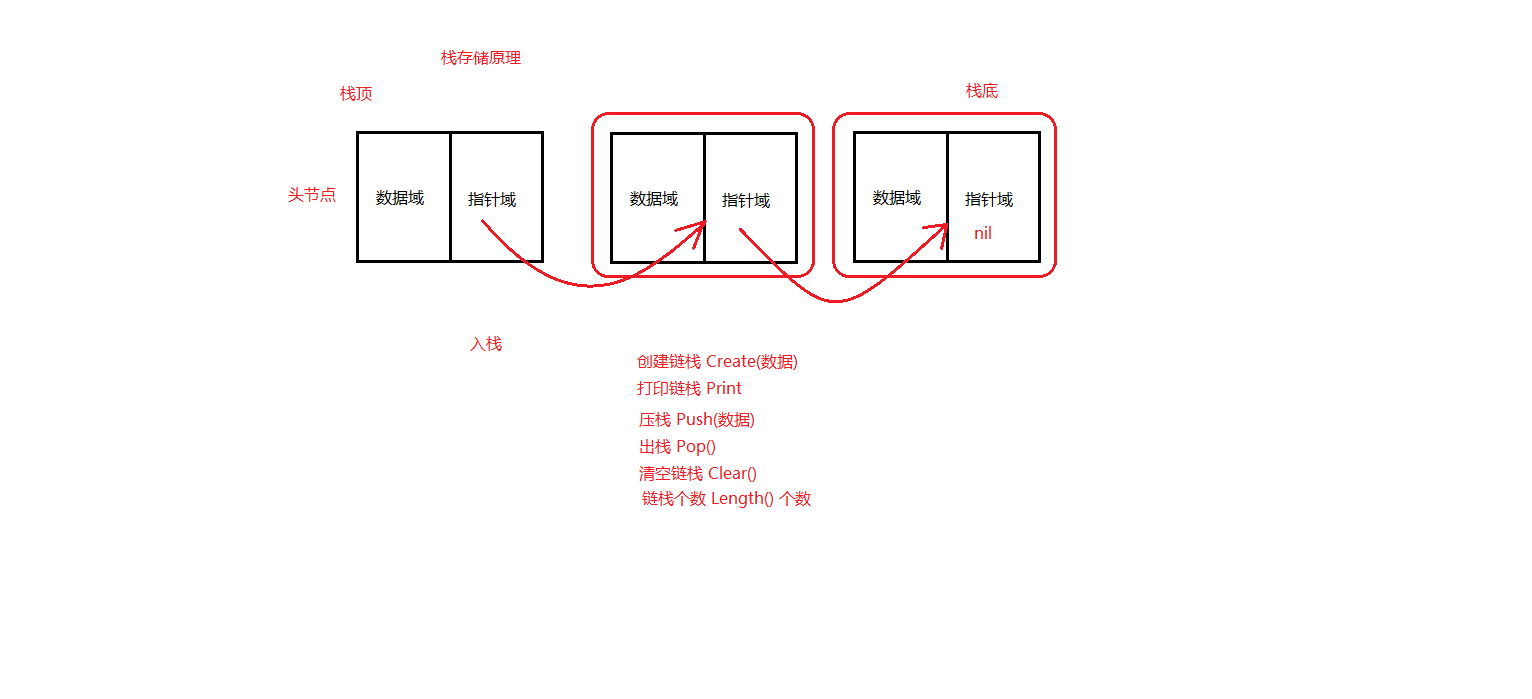 栈存储原理
栈顶
栈底
头节点
数据域
指针域
数据域
指针域
数据域
指针域
nil
入栈
创建链栈 Create(数据)
打印链栈 Print
压栈 Push(数据)
出栈 Pop()
清空链栈 Clear()
链栈个数 Length() 个数